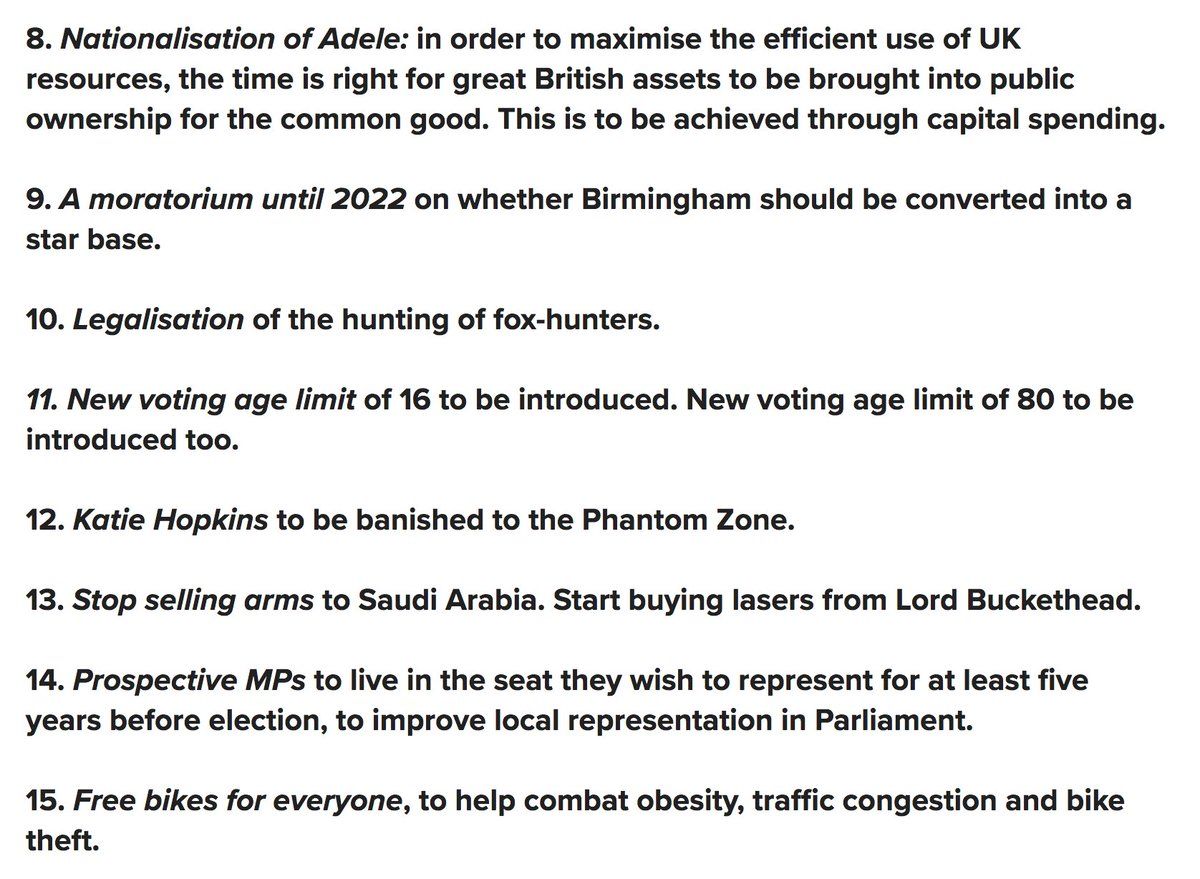 8. Nationalisation of Adele: in order to maximise the efficient use of UK
resources, the time is right for great British assets to be brought into public
ownership for the common good. This is to be achieved through capital spending.
9. A moratorium until 2022 on whether Birmingham should be converted into a
star base.
10. Legalisation of the hunting of fox-hunters.
11. New voting age limit of 16 to be introduced. New voting age limit of 80 to be
introduced too.
12. Katie Hopkins to be banished to the Phantom Zone.
13. Stop selling arms to Saudi Arabia. Start buying lasers from Lord Buckethead.
14. Prospective MPs to live in the seat they wish to represent for at least five
years before election, to improve local representation in Parliament.
15. Free bikes for everyone, to help combat obesity, traffic congestion and bike
theft.